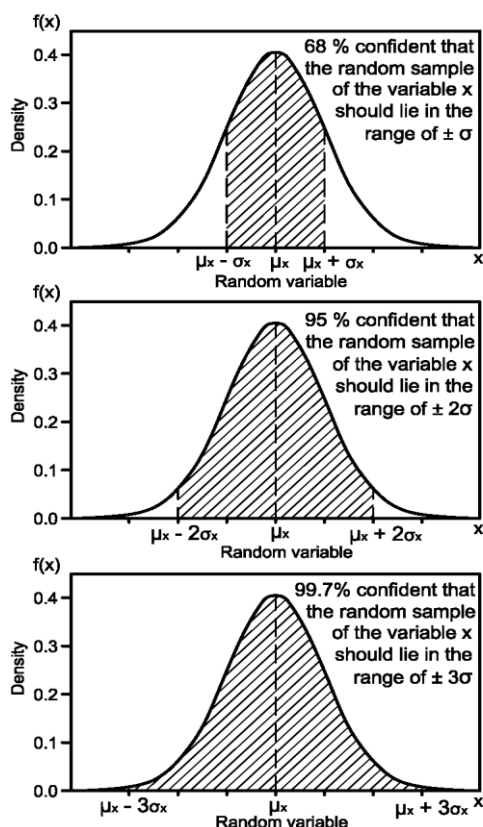 f(x)
68 % confident that
the random sample
of the variable x
should lie in the
range of ± σ
Density
0.4
0.3
0.2
0.1
0.0
μx - σx μx μx + σx x
Random variable
f(x)
95 % confident that
the random sample
of the variable x
should lie in the
range of ± 2σ
Density
0.4
0.3
0.2
0.1
0.0
μx - 2σx μx μx + 2σx x
Random variable
f(x)
99.7% confident that
the random sample
of the variable x
should lie in the
range of ± 3σ
Density
0.4
0.3
0.2
0.1
0.0
μx - 3σx μx μx + 3σx x
Random variable